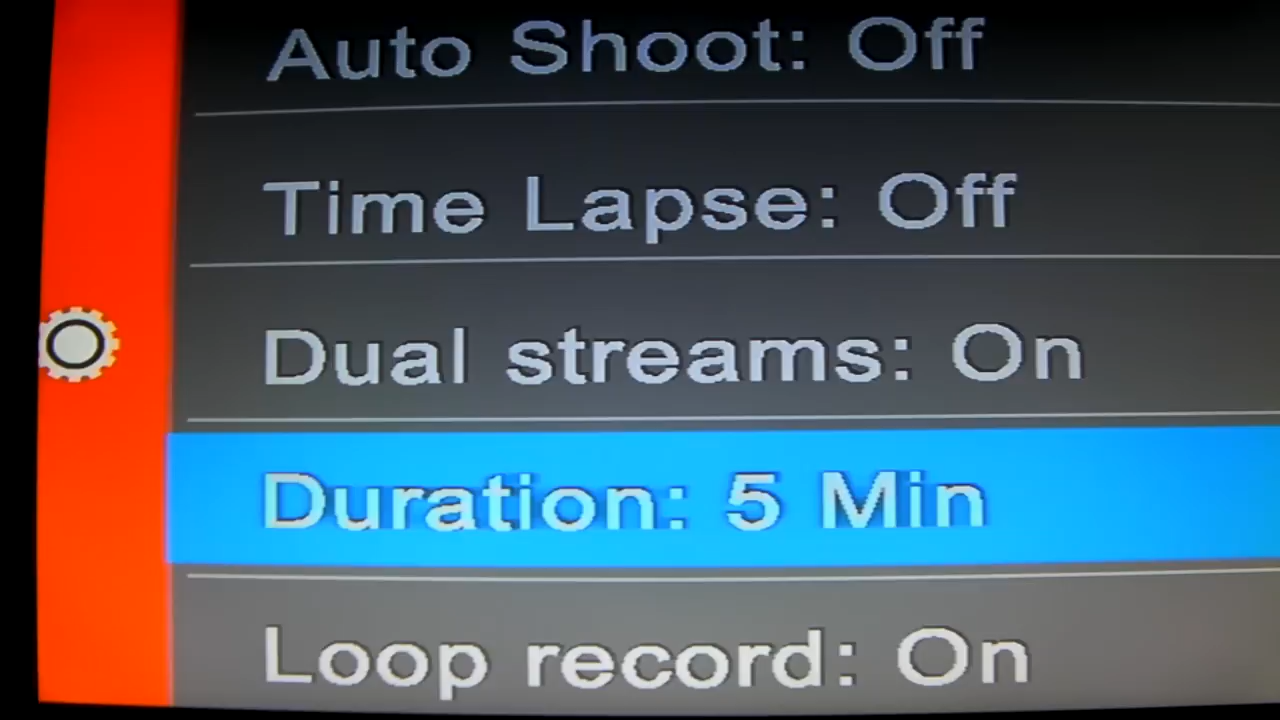 Auto Shoot: Off
Time Lapse: Off
Dual streams: On
Duration: 5 Min
Loop record: On